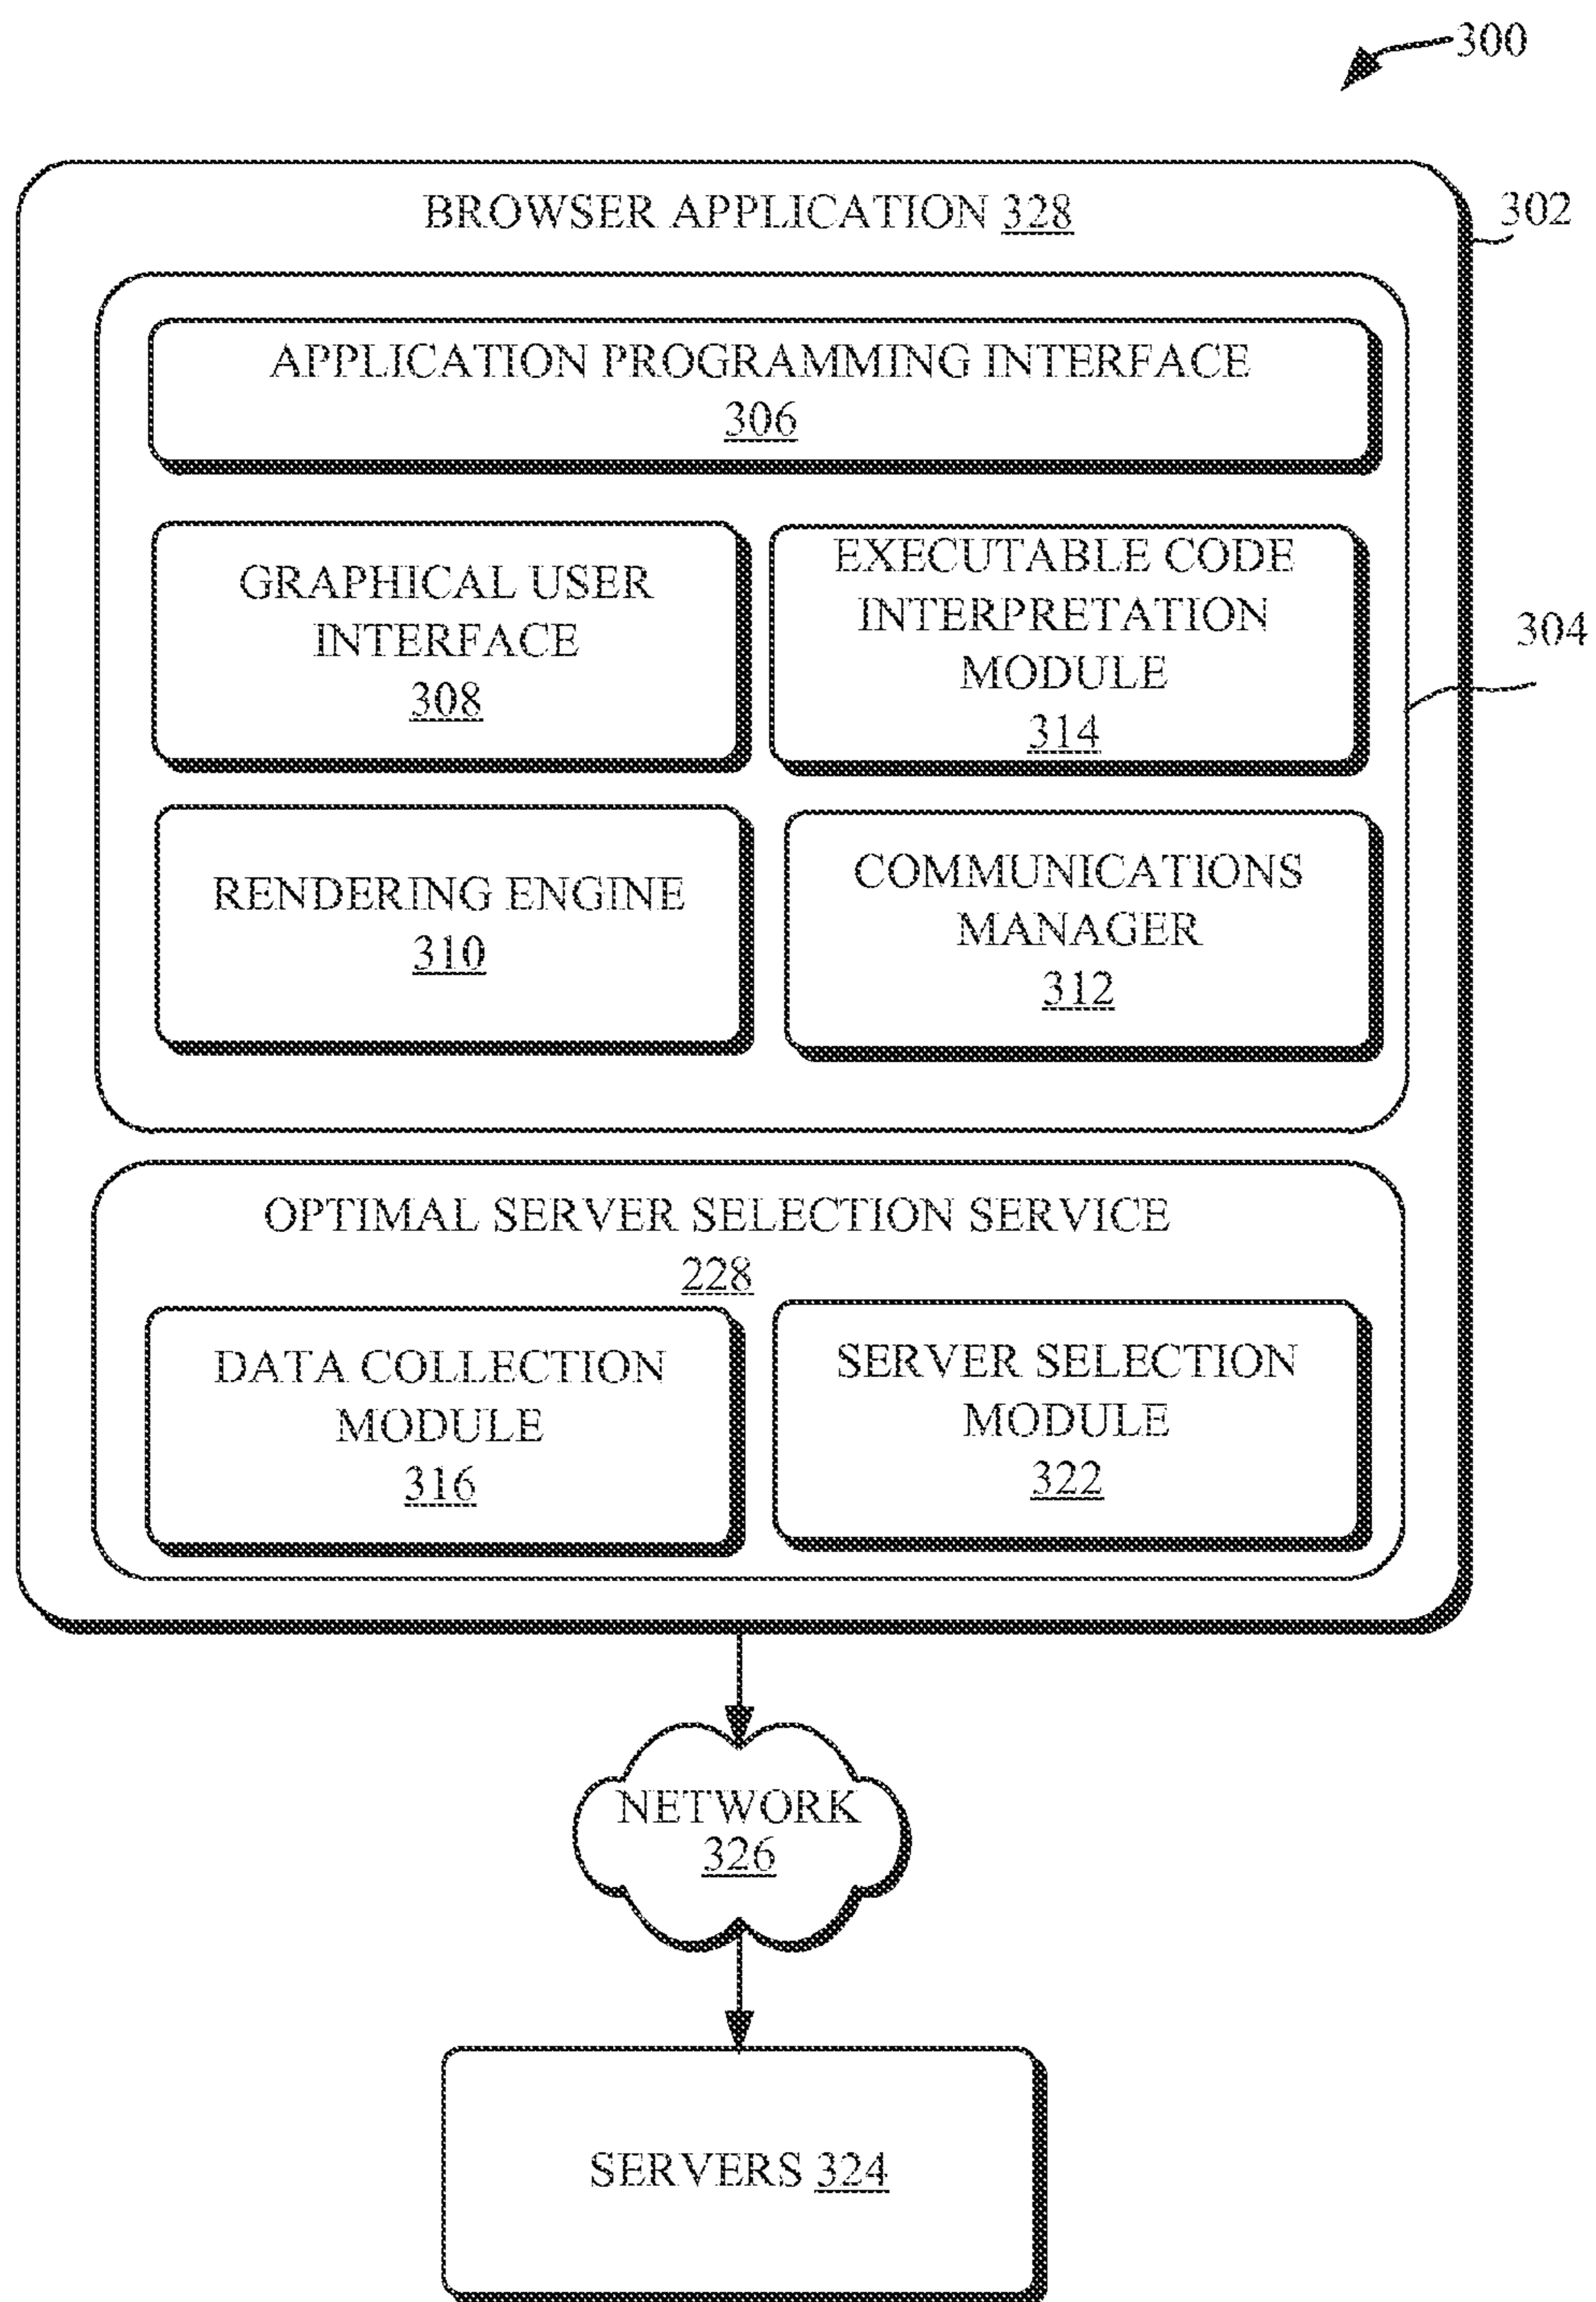 300
BROWSER APPLICATION 328
302
APPLICATION PROGRAMMING INTERFACE
306
GRAPHICAL USER
INTERFACE
308
EXECUTABLE CODE
INTERPRETATION
MODULE
314
304
RENDERING ENGINE
310
COMMUNICATIONS
MANAGER
312
OPTIMAL SERVER SELECTION SERVICE
228
DATA COLLECTION
MODULE
316
SERVER SELECTION
MODULE
322
NETWORK
326
SERVERS 324